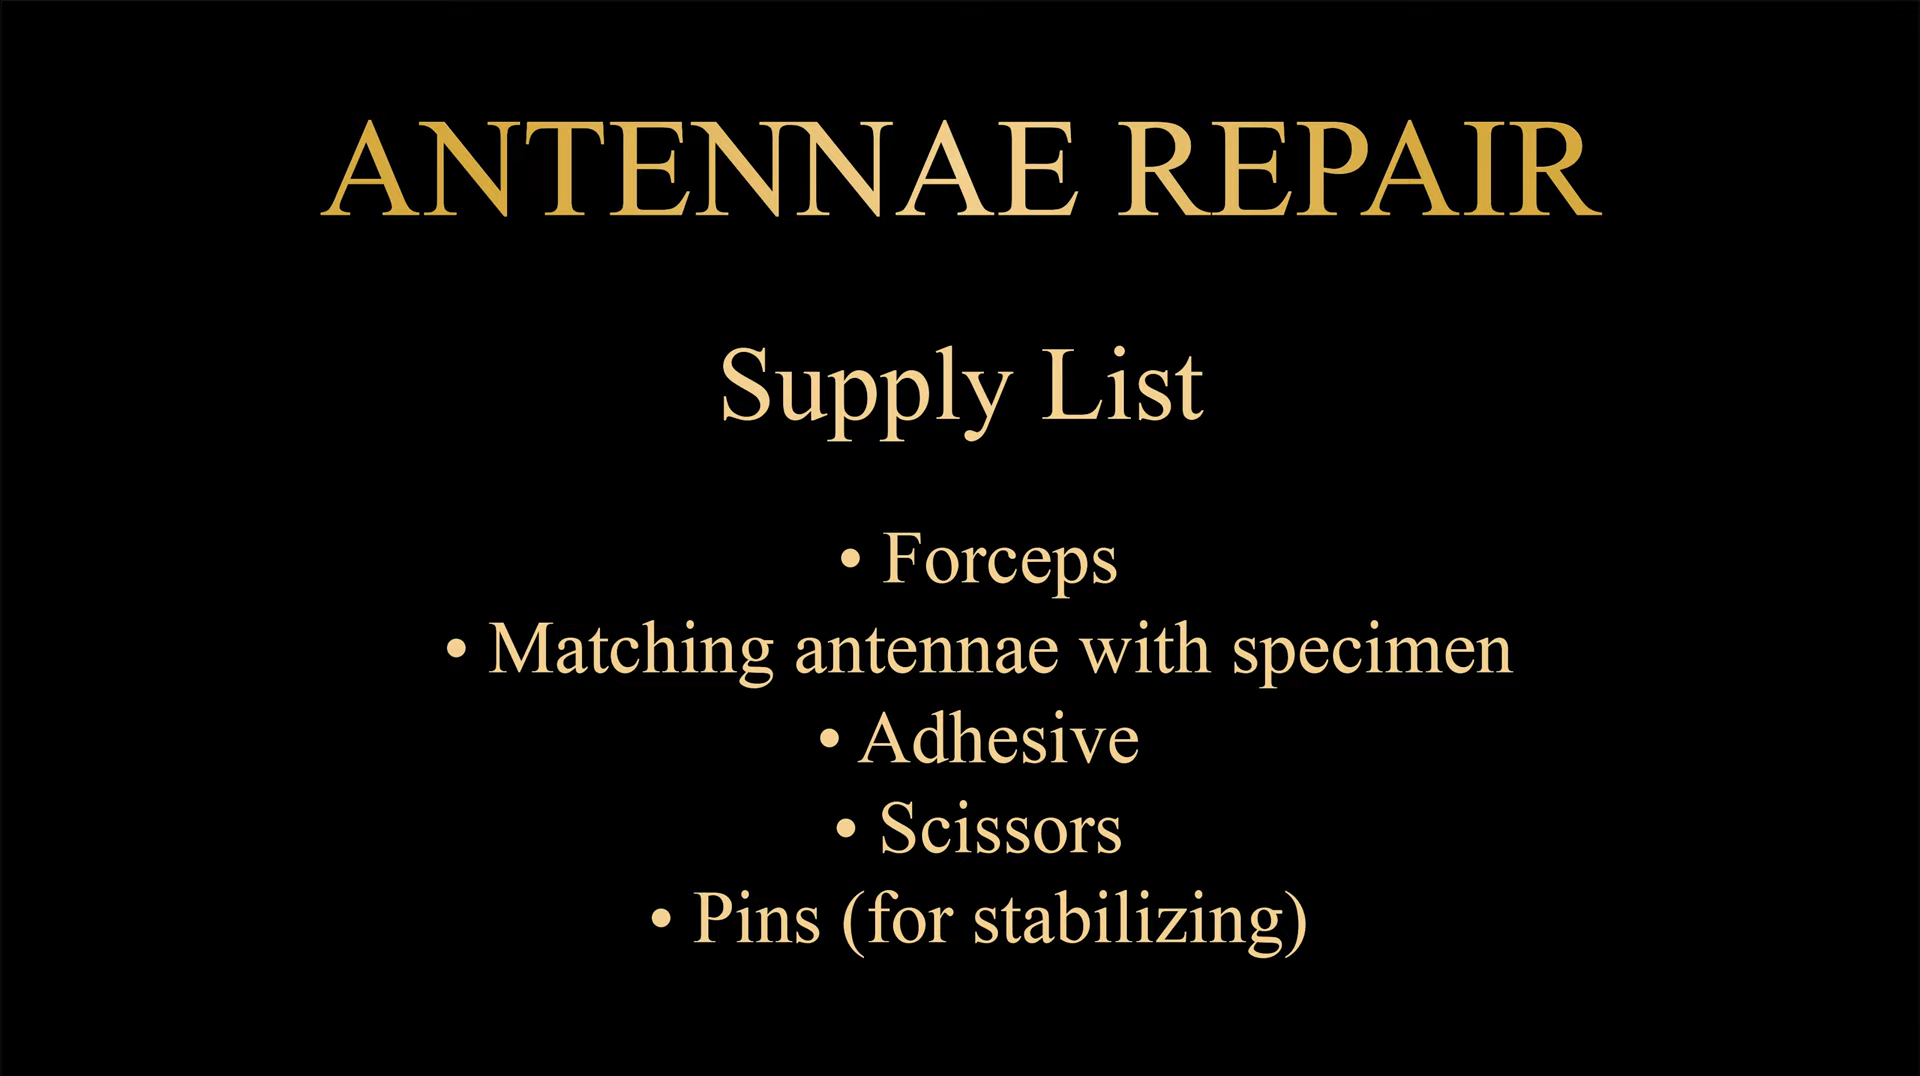 ANTENNAE REPAIR
Supply List
• Forceps
• Matching antennae with specimen
• Adhesive
• Scissors
• Pins (for stabilizing)